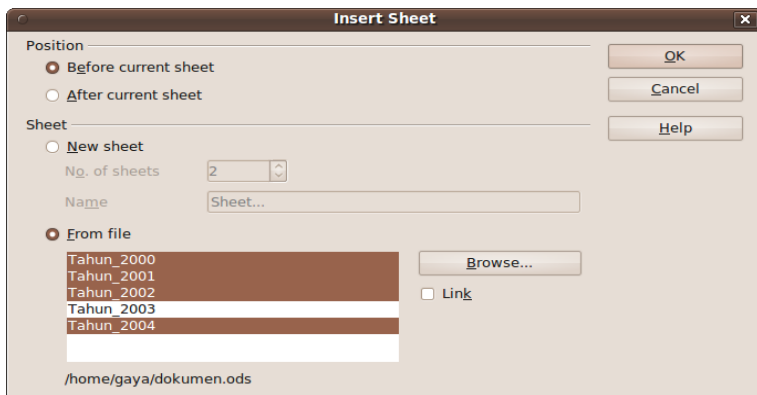 Insert Sheet
Position
Before current sheet
After current sheet
OK
Cancel
Help
Sheet
New sheet
No. of sheets 2
Name Sheet...
From file
Tahun_2000
Tahun_2001
Tahun_2002
Tahun_2003
Tahun_2004
Browse...
Link
/home/gaya/dokumen.ods